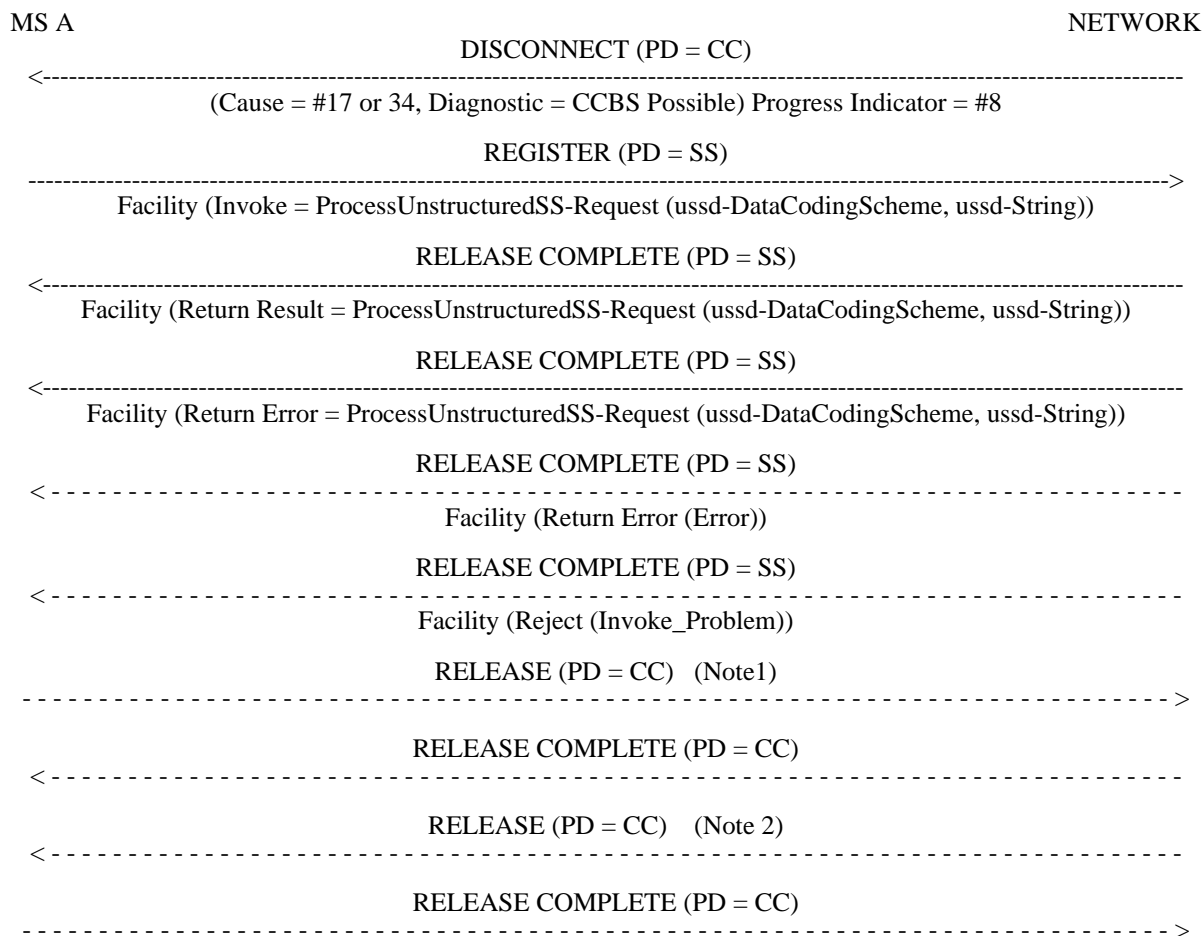 MS A NETWORK
DISCONNECT (PD = CC)
<------------------------------------------------------------------------------------------------------------------------------------
(Cause = #17 or 34, Diagnostic = CCBS Possible) Progress Indicator = #8
REGISTER (PD = SS)
------------------------------------------------------------------------------------------------------------------------------------>
Facility (Invoke = ProcessUnstructuredSS-Request (ussd-DataCodingScheme, ussd-String))
RELEASE COMPLETE (PD = SS)
<------------------------------------------------------------------------------------------------------------------------------------
Facility (Return Result = ProcessUnstructuredSS-Request (ussd-DataCodingScheme, ussd-String))
RELEASE COMPLETE (PD = SS)
<------------------------------------------------------------------------------------------------------------------------------------
Facility (Return Error = ProcessUnstructuredSS-Request (ussd-DataCodingScheme, ussd-String))
RELEASE COMPLETE (PD = SS)
< - - - - - - - - - - - - - - - - - - - - - - - - - - - - - - - - - - - - - - - - - - - - - - - - - - - - - - - - - - - - - - - - - - - - - - - - - -
Facility (Return Error (Error))
RELEASE COMPLETE (PD = SS)
< - - - - - - - - - - - - - - - - - - - - - - - - - - - - - - - - - - - - - - - - - - - - - - - - - - - - - - - - - - - - - - - - - - - - - - - - - -
Facility (Reject (Invoke_Problem))
RELEASE (PD = CC) (Note1)
- - - - - - - - - - - - - - - - - - - - - - - - - - - - - - - - - - - - - - - - - - - - - - - - - - - - - - - - - - - - - - - - - - - - - - - - - - >
RELEASE COMPLETE (PD = CC)
< - - - - - - - - - - - - - - - - - - - - - - - - - - - - - - - - - - - - - - - - - - - - - - - - - - - - - - - - - - - - - - - - - - - - - - - - - -
RELEASE (PD = CC) (Note 2)
< - - - - - - - - - - - - - - - - - - - - - - - - - - - - - - - - - - - - - - - - - - - - - - - - - - - - - - - - - - - - - - - - - - - - - - - - - -
RELEASE COMPLETE (PD = CC)
- - - - - - - - - - - - - - - - - - - - - - - - - - - - - - - - - - - - - - - - - - - - - - - - - - - - - - - - - - - - - - - - - - - - - - - - - - >